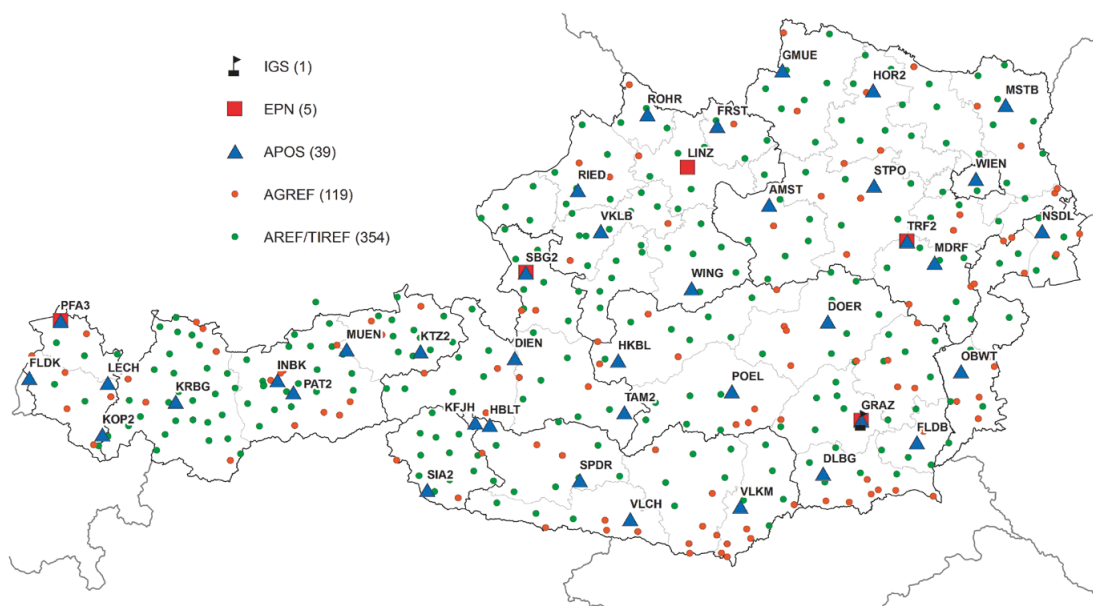 IGS (1)
EPN (5)
APOS (39)
AGREF (119)
AREF/TIREF (354)
GMUE
HOR2
MSTB
ROHR
FRST
LINZ
RIED
STPO
WIEN
AMST
VKLB
TRF2
NSDL
MDRF
SBG2
WING
PFA3
DOER
MUEN
KTZ2
DIEN
HKBL
OBWT
FLDK
LECH
INBK
PAT2
KRBG
POEL
TAM2
GRAZ
KFJH
HBLT
KOP2
FLDB
SIA2
SPDR
DLBG
VLCH
VLKM